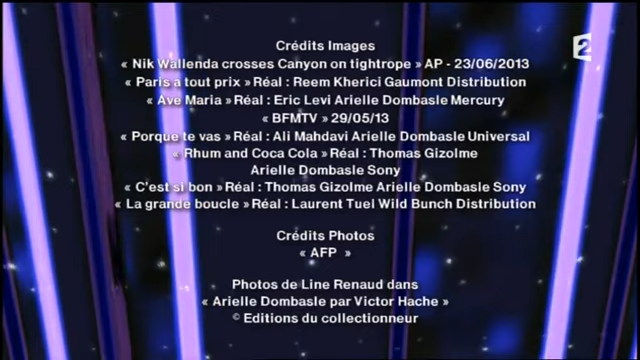 Crédits Images
« Nik Wallenda crosses Canyon on tightrope » AP - 23/06/2013
« Paris à tout prix » Réal : Reem Kherici Gaumont Distribution
« Ave Maria » Réal : Eric Levi Arielle Dombasle Mercury
« BFMTV » 29/05/13
« Porque te vas » Réal : Ali Mahdavi Arielle Dombasle Universal
« Rhum and Coca Cola » Réal : Thomas Gizolme
Arielle Dombasle Sony
« C'est si bon » Réal : Thomas Gizolme Arielle Dombasle Sony
« La grande boucle » Réal : Laurent Tuel Wild Bunch Distribution
Crédits Photos
« AFP »
Photos de Line Renaud dans
« Arielle Dombasle par Victor Hache »
© Editions du collectionneur
2